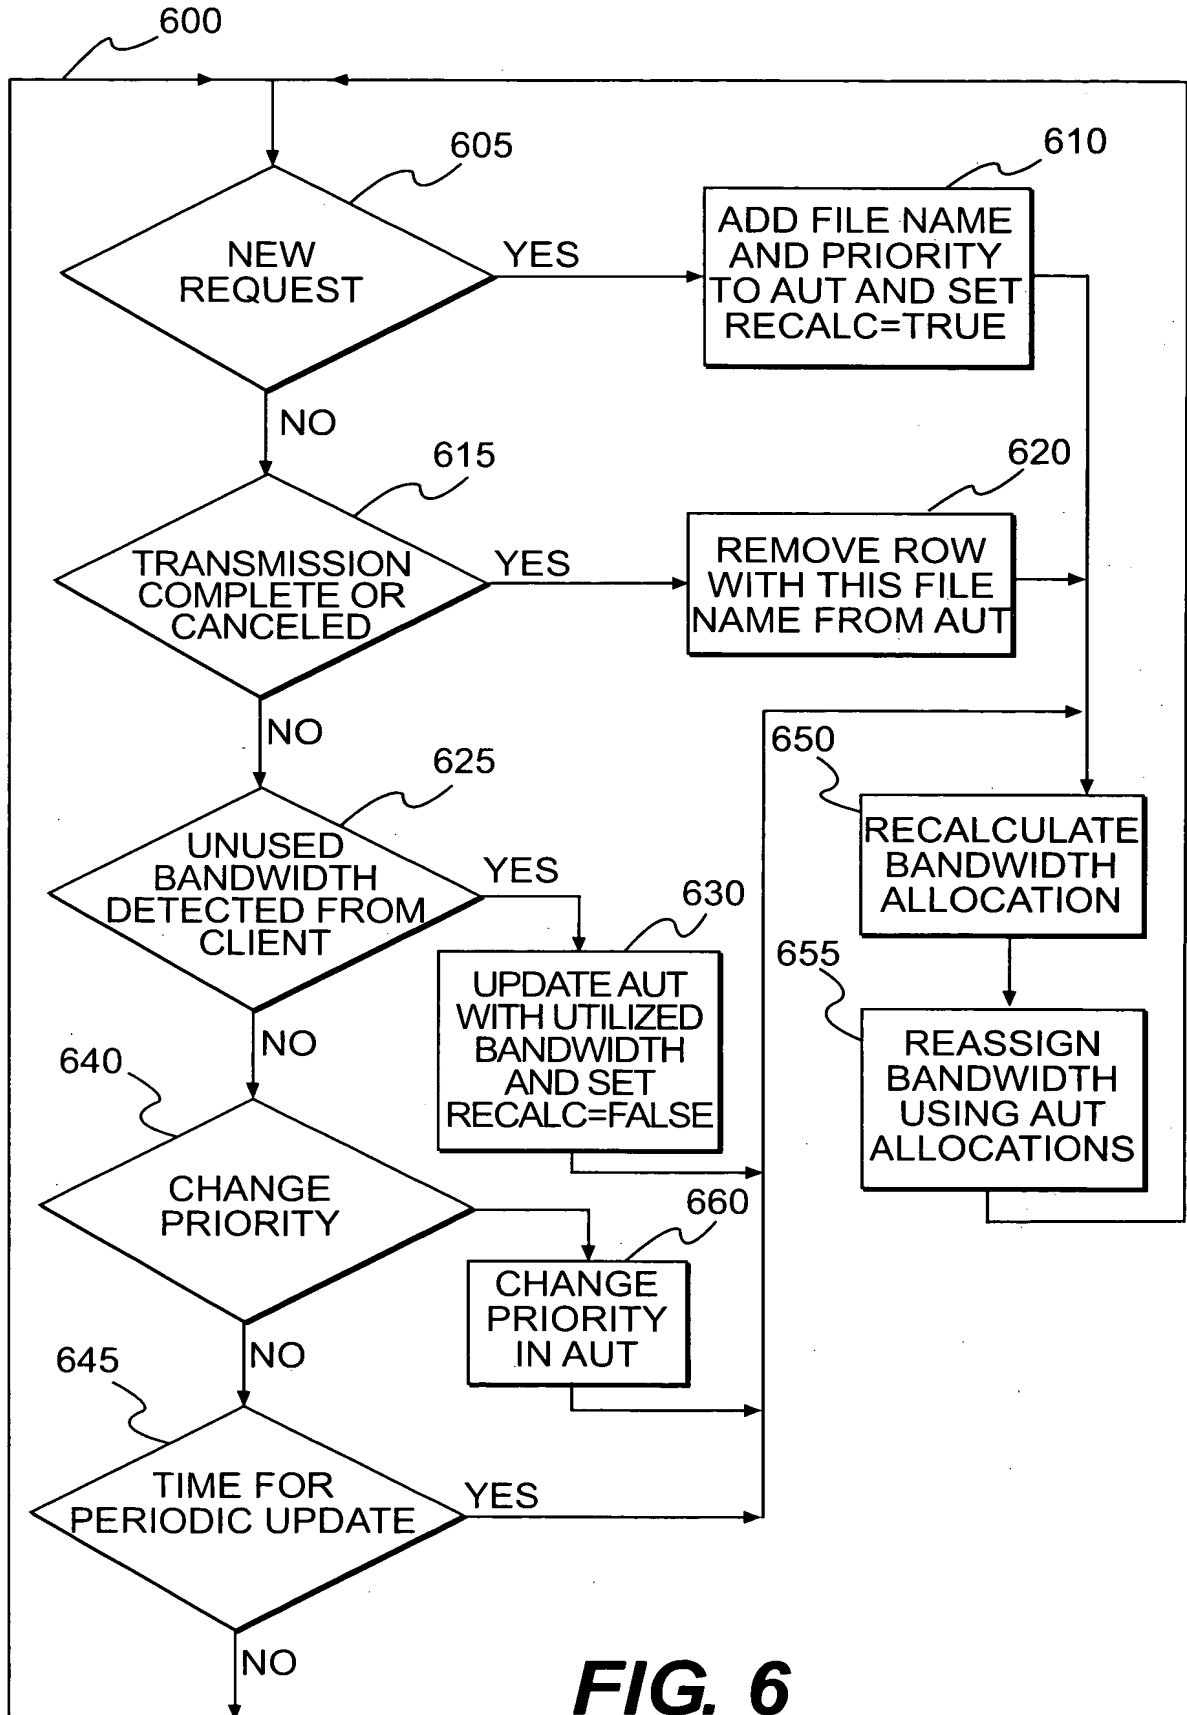 600
605
NEW
REQUEST
YES
610
ADD FILE NAME
AND PRIORITY
TO AUT AND SET
RECALC=TRUE
NO
615
TRANSMISSION
COMPLETE OR
CANCELED
YES
620
REMOVE ROW
WITH THIS FILE
NAME FROM AUT
NO
625
UNUSED
BANDWIDTH
DETECTED FROM
CLIENT
YES
630
UPDATE AUT
WITH UTILIZED
BANDWIDTH
AND SET
RECALC=FALSE
650
RECALCULATE
BANDWIDTH
ALLOCATION
655
REASSIGN
BANDWIDTH
USING AUT
ALLOCATIONS
NO
640
CHANGE
PRIORITY
660
CHANGE
PRIORITY
IN AUT
NO
645
TIME FOR
PERIODIC UPDATE
YES
NO
FIG. 6